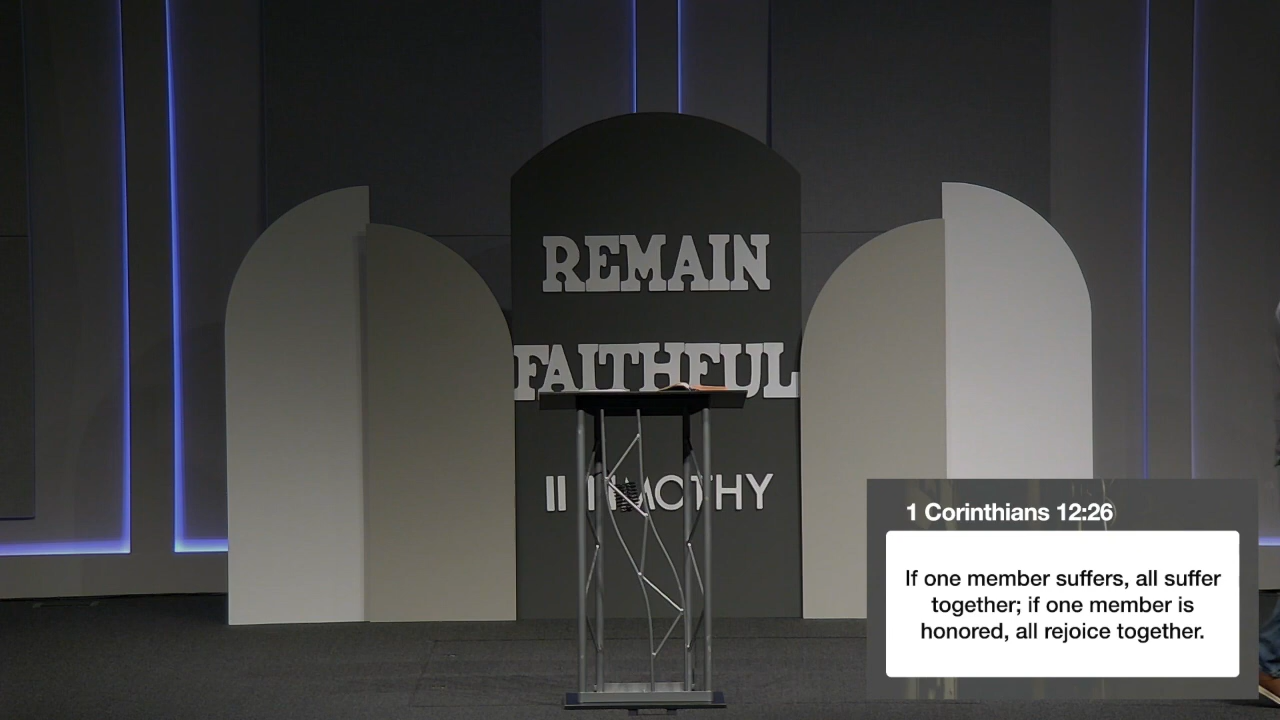 REMAIN
FAITHFUL
II TIMOTHY
1 Corinthians 12:26
If one member suffers, all suffer
together; if one member is
honored, all rejoice together.